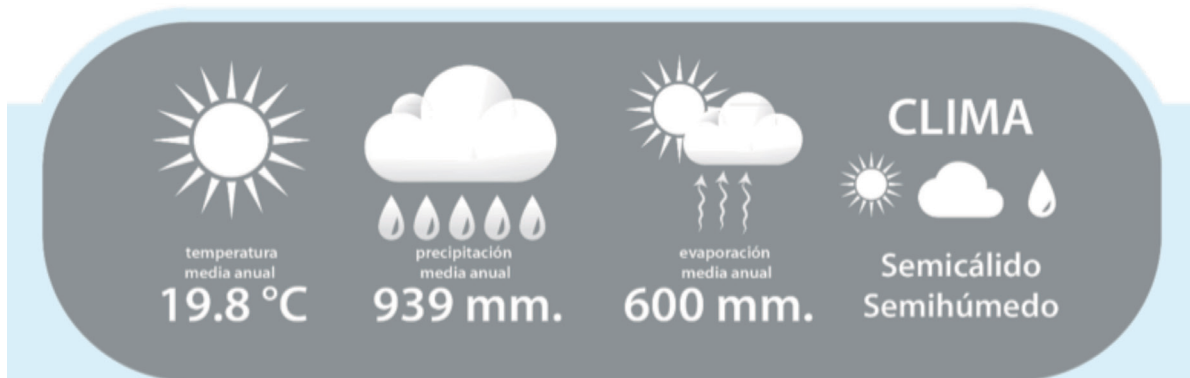 temperatura
media anual
19.8 °C
precipitación
media anual
939 mm.
evaporación
media anual
600 mm.
CLIMA
Semicálido
Semihúmedo